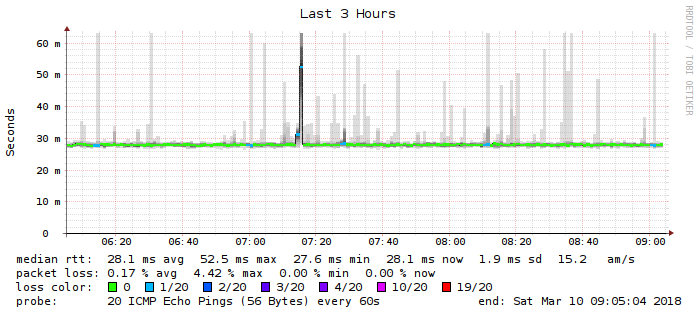 Last 3 Hours
RRDTOOL / TOBI OETIKER
Seconds
60 m
50 m
40 m
30 m
20 m
10 m
0
06:20 06:40 07:00 07:20 07:40 08:00 08:20 08:40 09:00
median rtt: 28.1 ms avg 52.5 ms max 27.6 ms min 28.1 ms now 1.9 ms sd 15.2 am/s
packet loss: 0.17 % avg 4.42 % max 0.00 % min 0.00 % now
loss color: 0 1/20 2/20 3/20 4/20 10/20 19/20
probe: 20 ICMP Echo Pings (56 Bytes) every 60s end: Sat Mar 10 09:05:04 2018